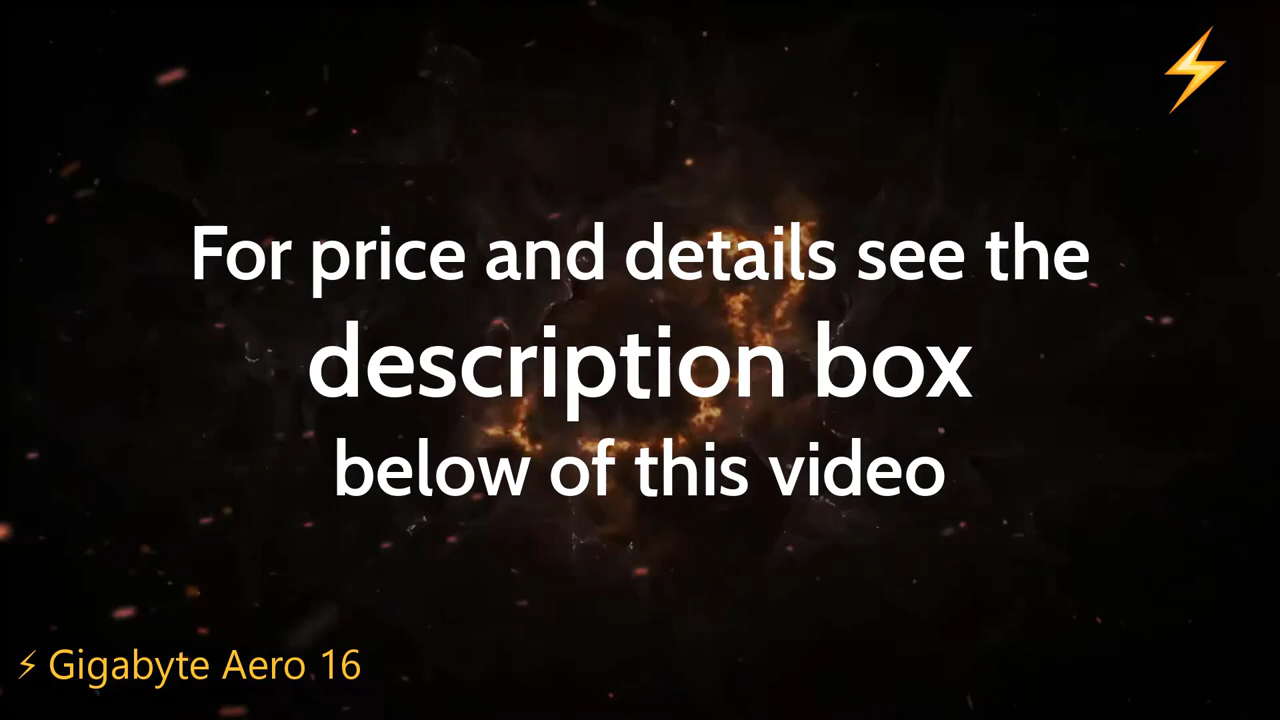 For price and details see the
description box
below of this video
⚡ Gigabyte Aero 16